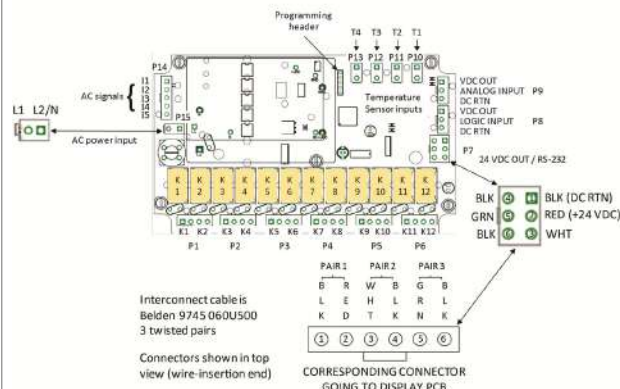 Programming
header
T4 T3 T2 T1
P13 P12 P11 P10
P14
I1
I2
I3
I4
I5
AC signals
L1 L2/N
P15
AC power input
Temperature
Sensor inputs
VDC OUT
ANALOG INPUT P9
DC RTN
VDC OUT
LOGIC INPUT P8
DC RTN
P7
24 VDC OUT / RS-232
K K K K K K K K K K K K
1 2 3 4 5 6 7 8 9 10 11 12
K1 K2 K3 K4 K5 K6 K7 K8 K9 K10 K11 K12
P1 P2 P3 P4 P5 P6
BLK 4 1 BLK (DC RTN)
GRN 5 2 RED (+24 VDC)
BLK 6 3 WHT
PAIR 1 PAIR 2 PAIR 3
B R W B G B
L E H L R L
K D T K N K
1 2 3 4 5 6
Interconnect cable is
Belden 9745 060U500
3 twisted pairs
Connectors shown in top
view (wire-insertion end)
CORRESPONDING CONNECTOR
GOING TO DISPLAY PCB